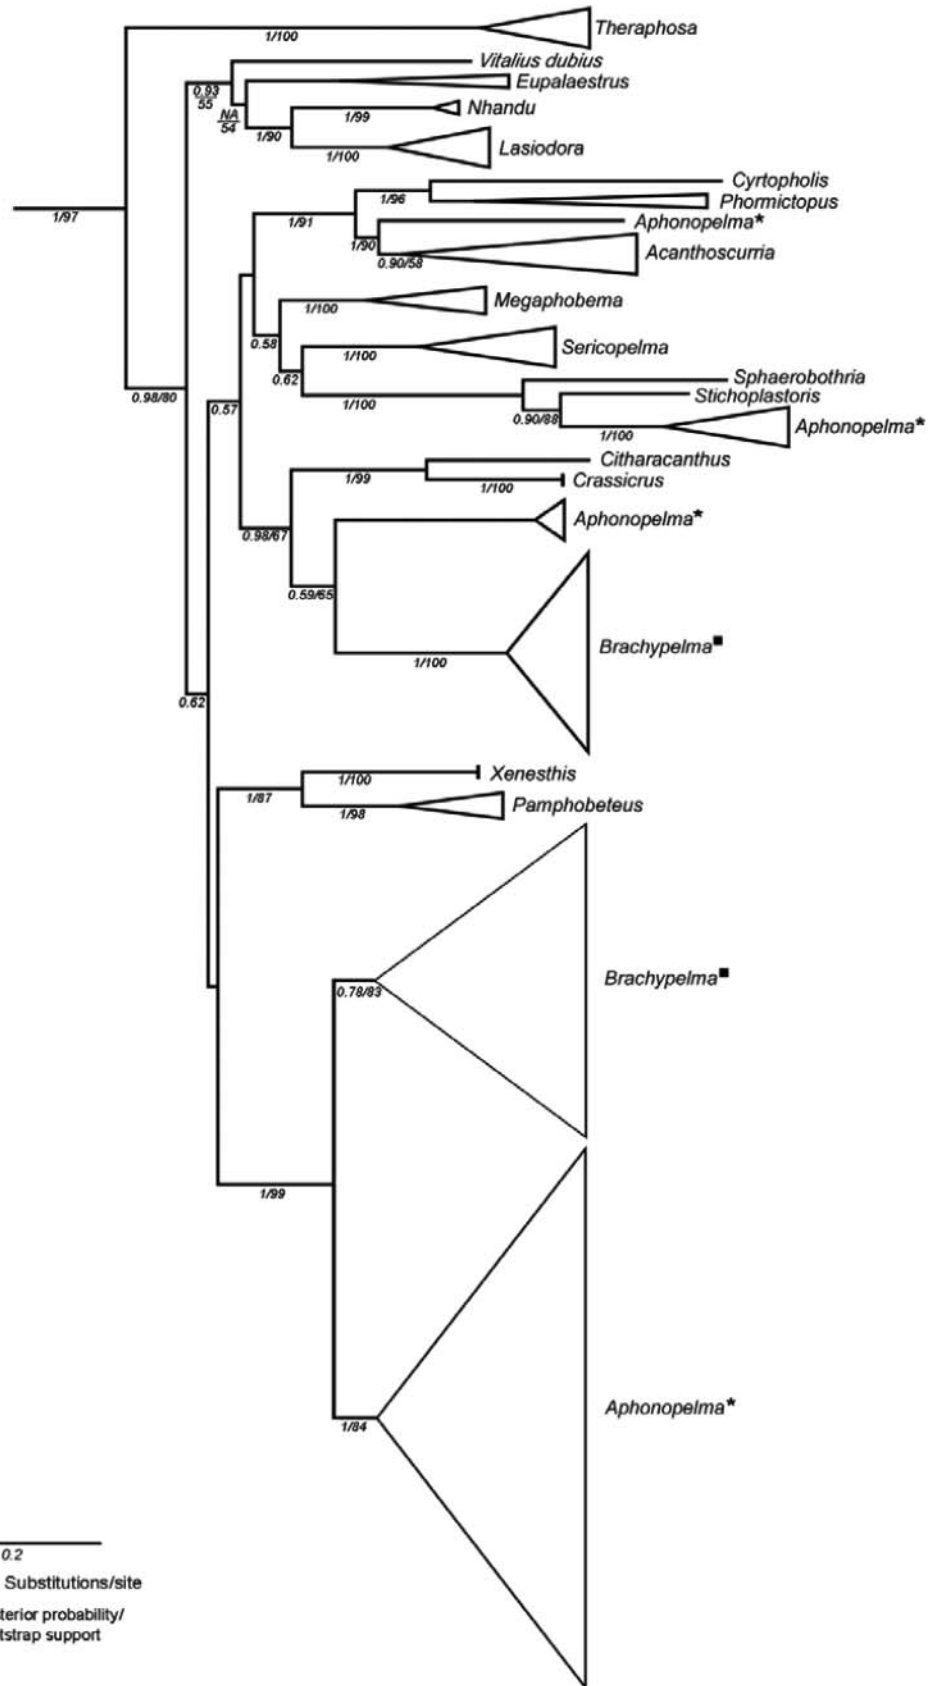 Theraphosa
1/100
Vitalius dubius
Eupalaestrus
0.93
55
Nhandu
1/99
NA
54
1/90
Lasiodora
1/100
Cyrtopholis
1/96
Phormictopus
1/97
1/91
Aphonopelma*
1/90
Acanthoscurria
0.90/58
Megaphobema
1/100
0.58
Sericopelma
1/100
0.62
Sphaerobothria
0.98/80
Stichoplastoris
1/100
0.57
0.90/88
Aphonopelma*
1/100
Citharacanthus
1/99
Crassicrus
1/100
Aphonopelma*
0.98/67
0.59/65
Brachypelma■
1/100
0.62
Xenesthis
1/100
1/87
Pamphobeteus
1/98
Brachypelma■
0.78/83
1/99
Aphonopelma*
1/84
0.2
Substitutions/site
terior probability/
tstrap support